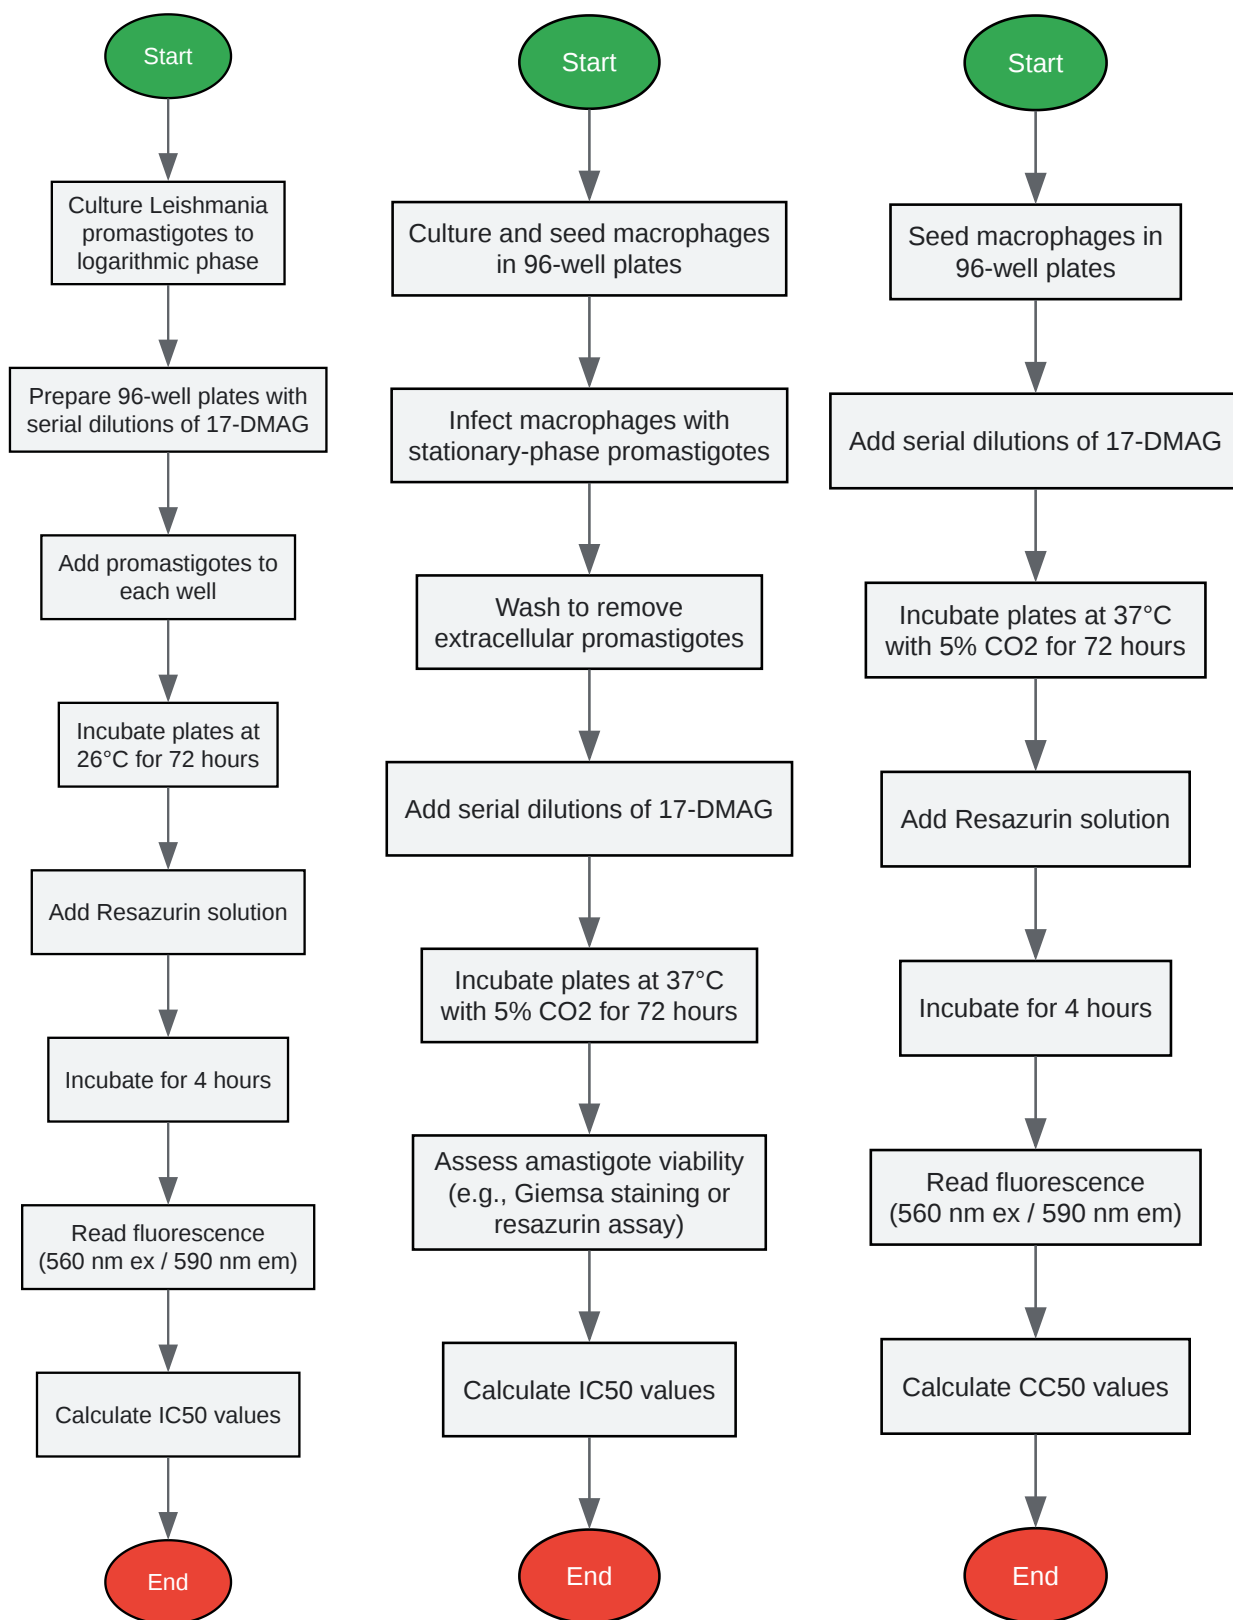 Start
Culture Leishmania
promastigotes to
logarithmic phase
Prepare 96-well plates with
serial dilutions of 17-DMAG
Add promastigotes to
each well
Incubate plates at
26°C for 72 hours
Add Resazurin solution
Incubate for 4 hours
Read fluorescence
(560 nm ex / 590 nm em)
Calculate IC50 values
End
Start
Culture and seed macrophages
in 96-well plates
Infect macrophages with
stationary-phase promastigotes
Wash to remove
extracellular promastigotes
Add serial dilutions of 17-DMAG
Incubate plates at 37°C
with 5% CO2 for 72 hours
Assess amastigote viability
(e.g., Giemsa staining or
resazurin assay)
Calculate IC50 values
End
Start
Seed macrophages in
96-well plates
Add serial dilutions of 17-DMAG
Incubate plates at 37°C
with 5% CO2 for 72 hours
Add Resazurin solution
Incubate for 4 hours
Read fluorescence
(560 nm ex / 590 nm em)
Calculate CC50 values
End